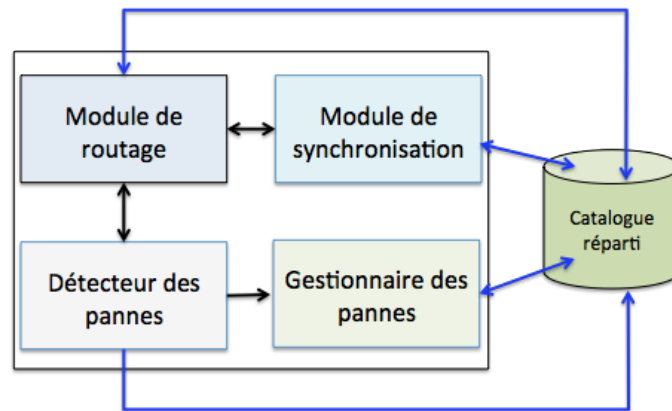 Module de
routage
Module de
synchronisation
Catalogue
réparti
Détecteur des
pannes
Gestionnaire des
pannes